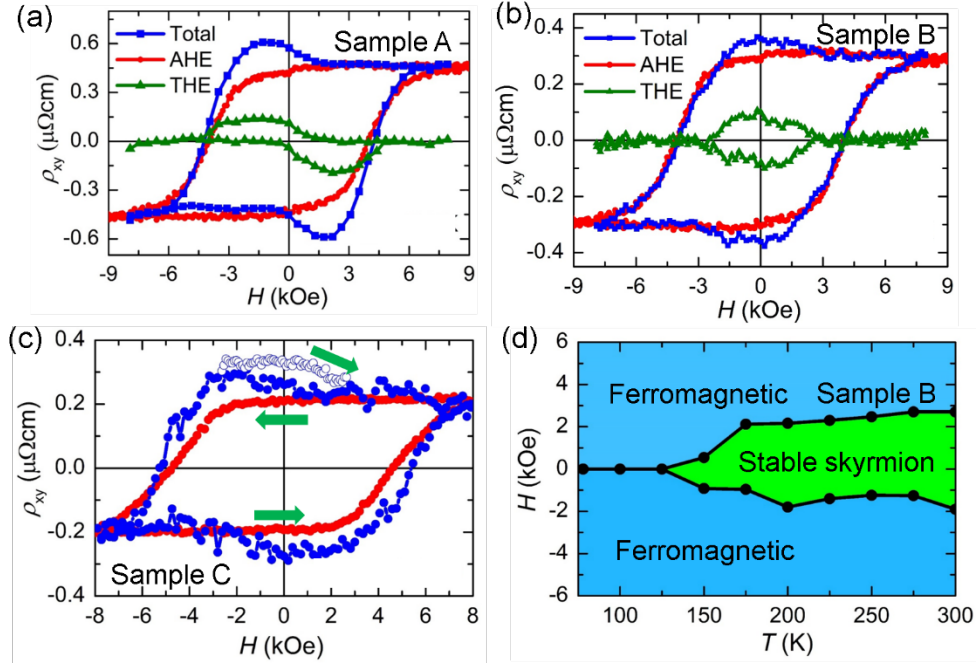 (a)
Sample A
Total
AHE
THE
0.6
0.3
0.0
-0.3
-0.6
ρxy (μΩcm)
-9 -6 -3 0 3 6 9
H (kOe)
(b)
Sample B
Total
AHE
THE
0.4
0.2
0.0
-0.2
-0.4
ρxy (μΩcm)
-9 -6 -3 0 3 6 9
H (kOe)
(c)
0.4
0.2
0.0
-0.2
-0.4
ρxy (μΩcm)
Sample C
-8 -6 -4 -2 0 2 4 6 8
H (kOe)
(d)
6
4
2
0
-2
-4
-6
H (kOe)
Ferromagnetic
Sample B
Stable skyrmion
Ferromagnetic
100 150 200 250 300
T (K)